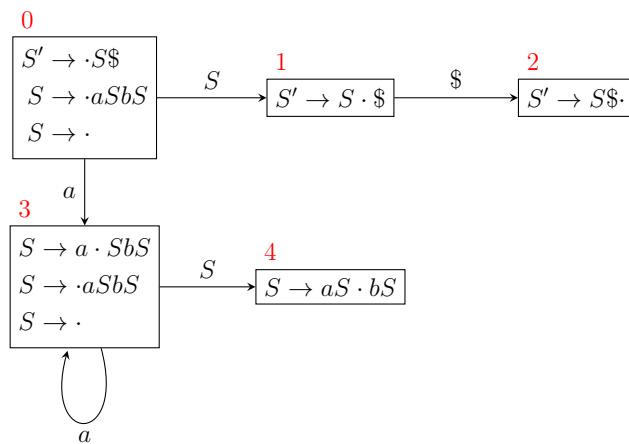 0
S′ → ·S$
S → ·aSbS
S → ·
S
1
S′ → S · $
$
2
S′ → S$·
a
3
S → a · SbS
S → ·aSbS
S → ·
S
4
S → aS · bS
a